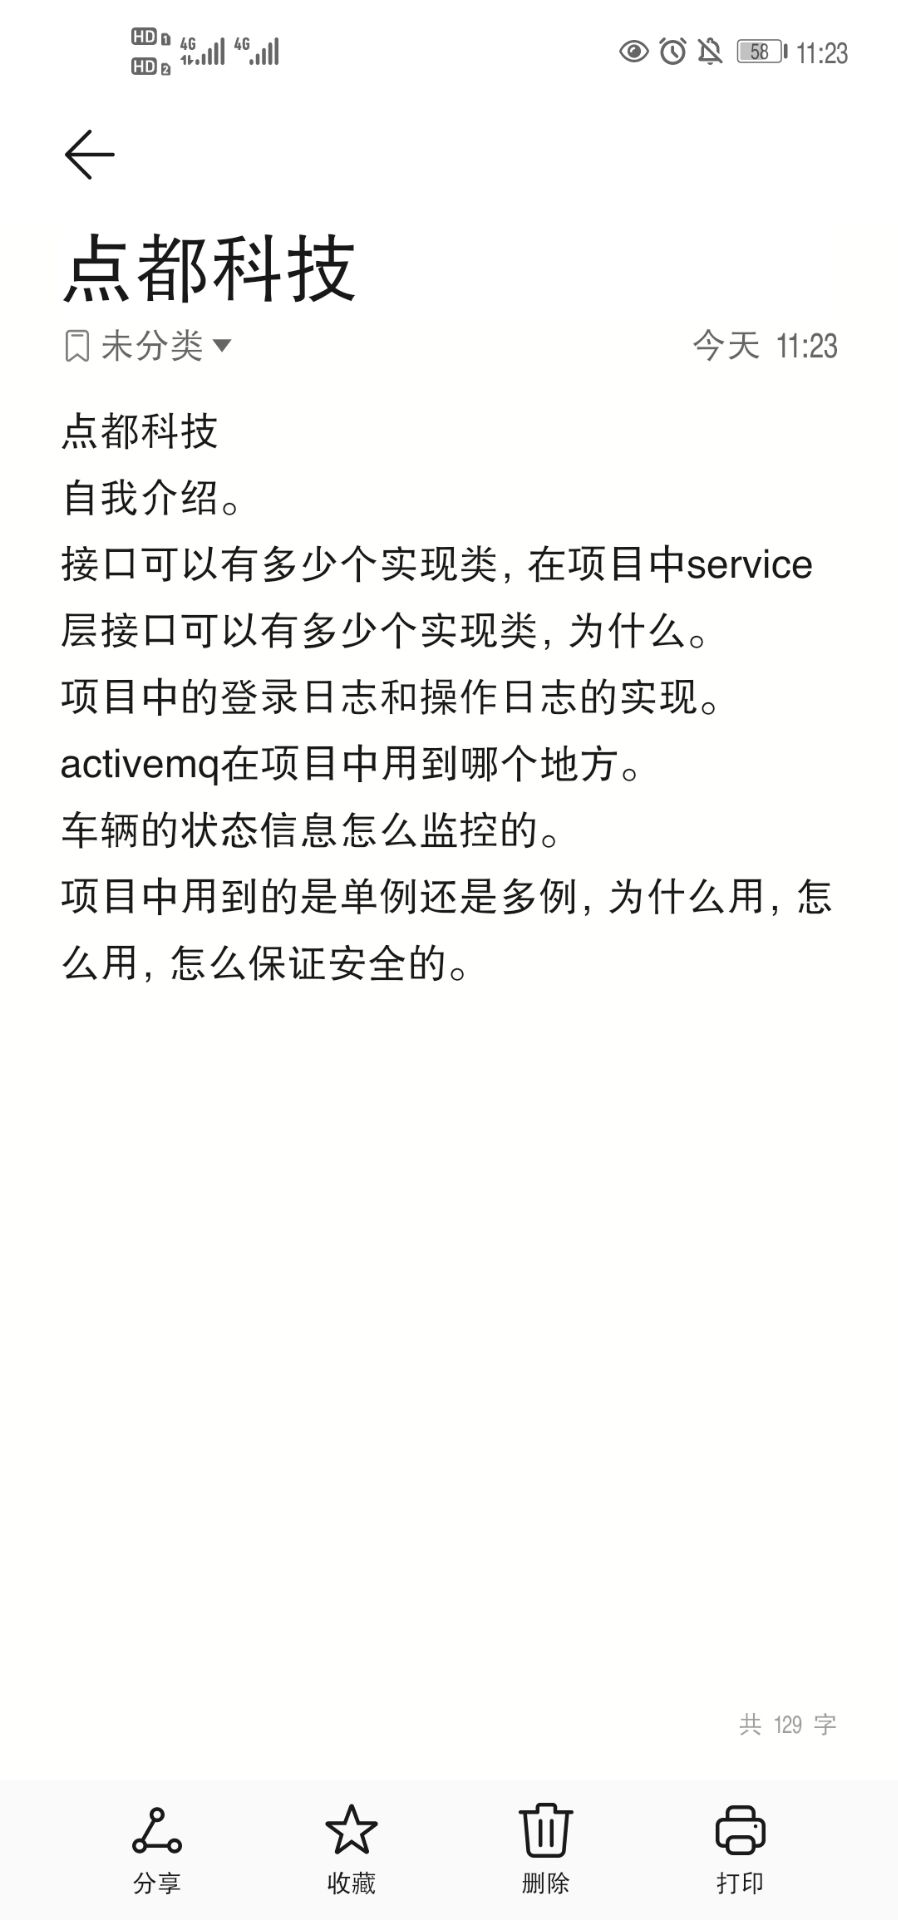 HD 1 4G 4G 58 11:23
HD 2
点都科技
未分类 今天 11:23
点都科技
自我介绍。
接口可以有多少个实现类, 在项目中service
层接口可以有多少个实现类, 为什么。
项目中的登录日志和操作日志的实现。
activemq在项目中用到哪个地方。
车辆的状态信息怎么监控的。
项目中用到的是单例还是多例, 为什么用, 怎
么用, 怎么保证安全的。
共 129 字
分享 收藏 删除 打印